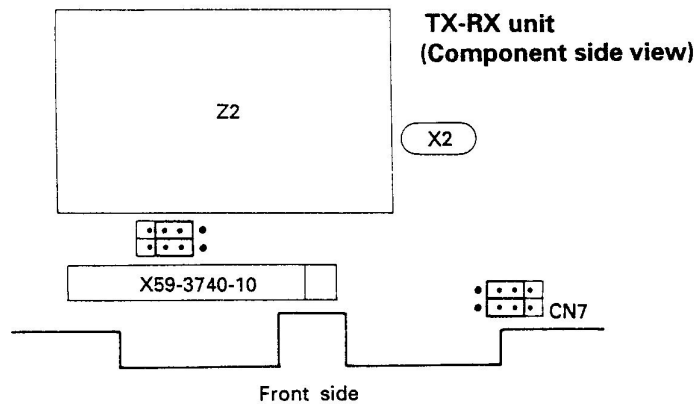 TX-RX unit
(Component side view)
Z2
X2
X59-3740-10
CN7
Front side